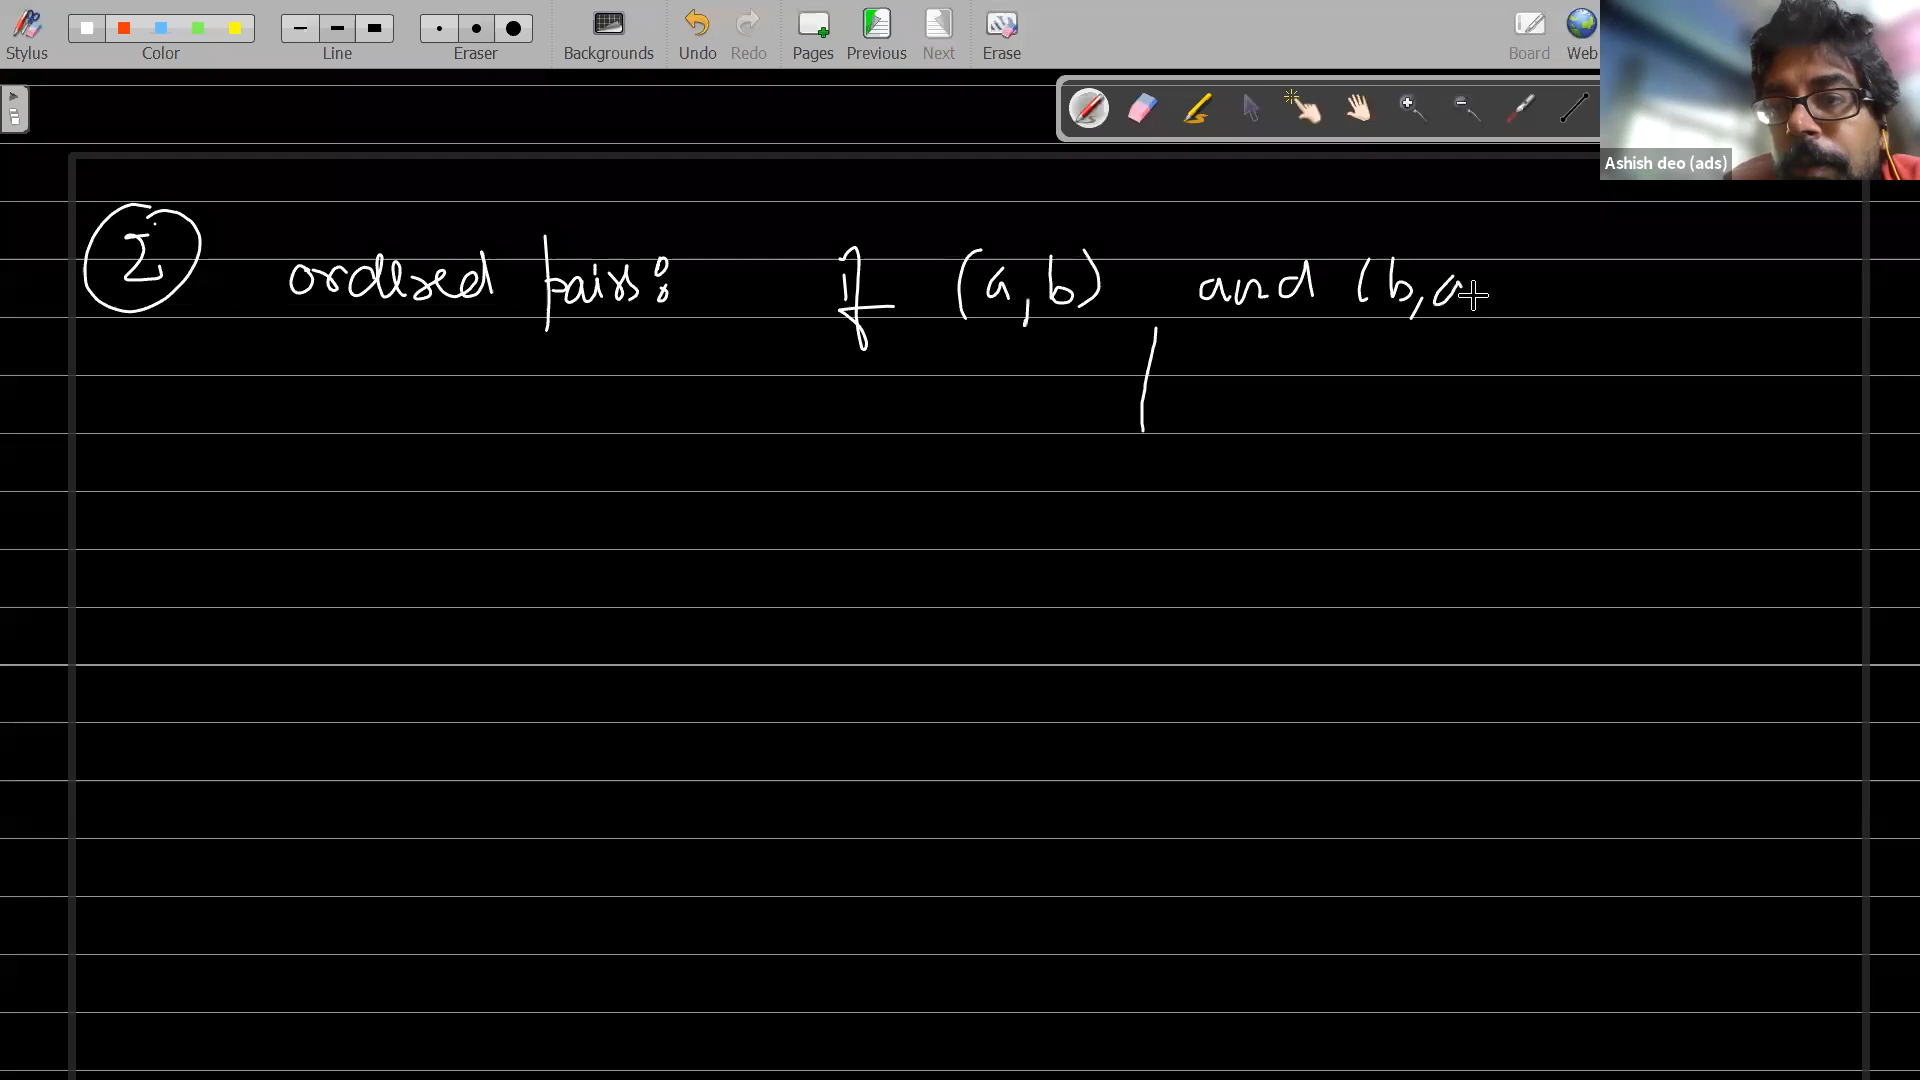 Stylus Color Line Eraser Backgrounds Undo Redo Pages Previous Next Erase Board Web
Ashish deo (ads)
2 ordered pairs: if (a, b) and (b, a